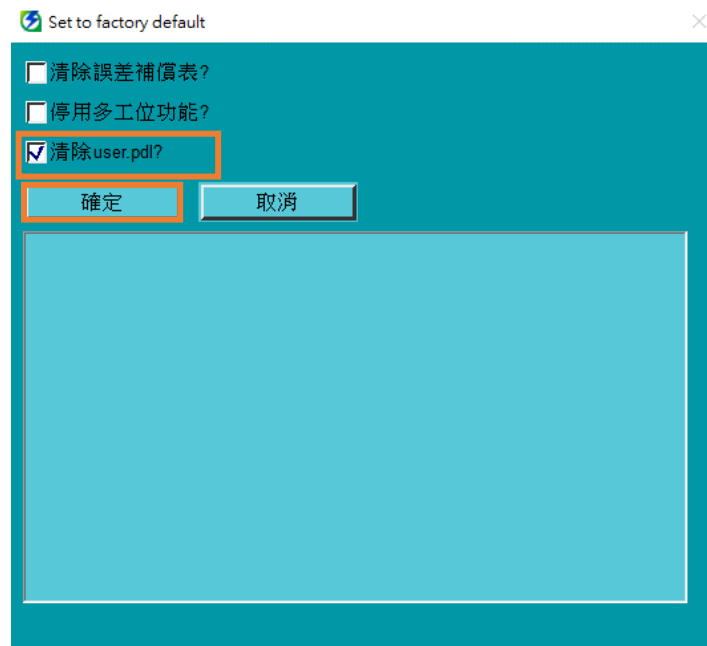 Set to factory default
清除誤差補償表?
停用多工位功能?
清除user.pdl?
確定 取消